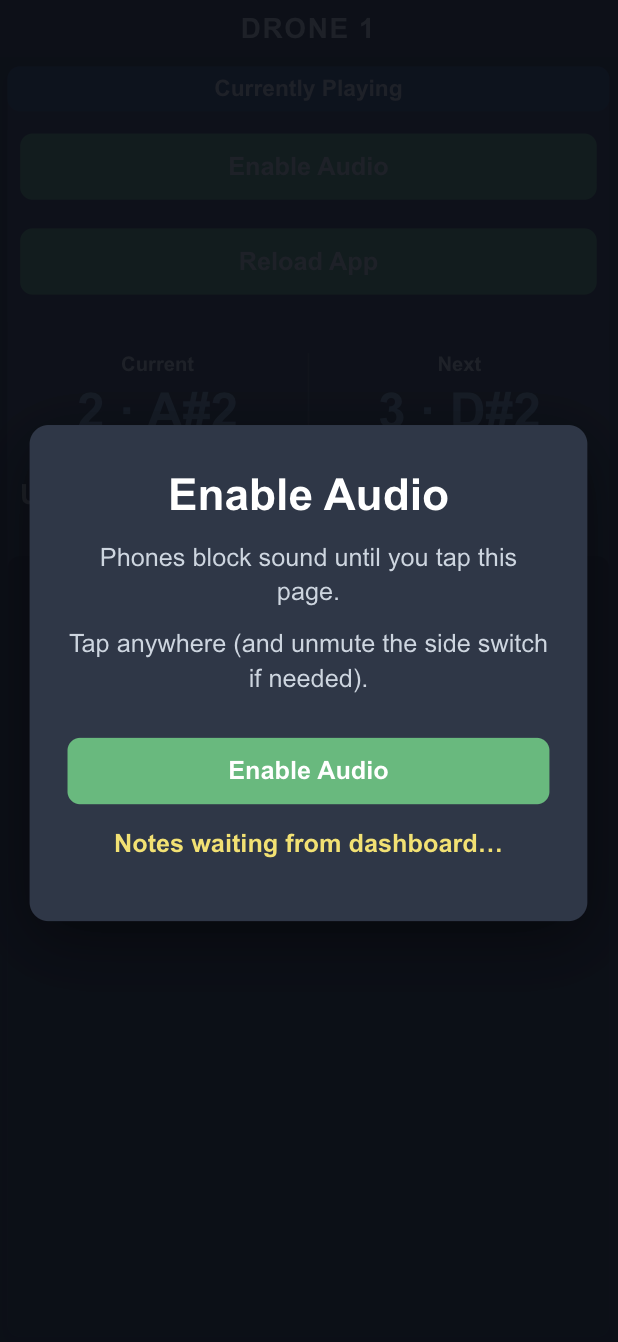 DRONE 1
Currently Playing
Enable Audio
Reload App
Current
Next
2 · A#2
3 · D#2
Enable Audio
Phones block sound until you tap this
page.
Tap anywhere (and unmute the side switch
if needed).
Enable Audio
Notes waiting from dashboard…